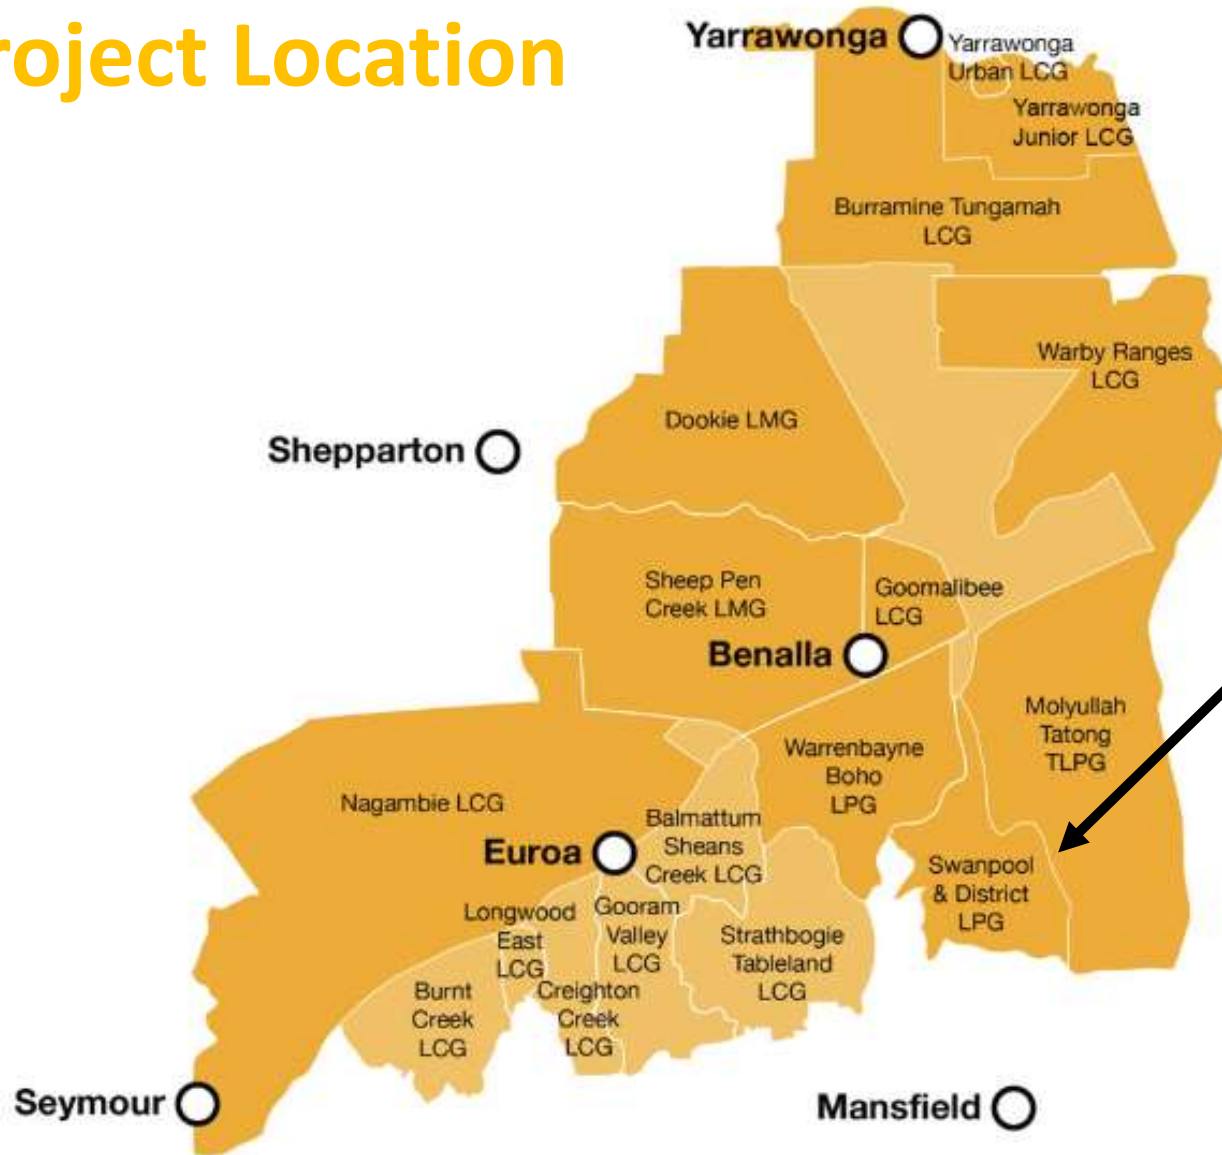 roject Location
Yarrawonga
Yarrawonga
Urban LCG
Yarrawonga
Junior LCG
Burramine Tungamah
LCG
Warby Ranges
LCG
Dookie LMG
Shepparton
Sheep Pen
Creek LMG
Goomalibee
LCG
Benalla
Molyullah
Tatong
TLPG
Warrenbayne
Boho
LPG
Nagambie LCG
Balmattum
Sheans
Creek LCG
Euroa
Swanpool
& District
LPG
Longwood
East
LCG
Gooram
Valley
LCG
Strathbogie
Tableland
LCG
Burnt
Creek
LCG
Creighton
Creek
LCG
Seymour
Mansfield